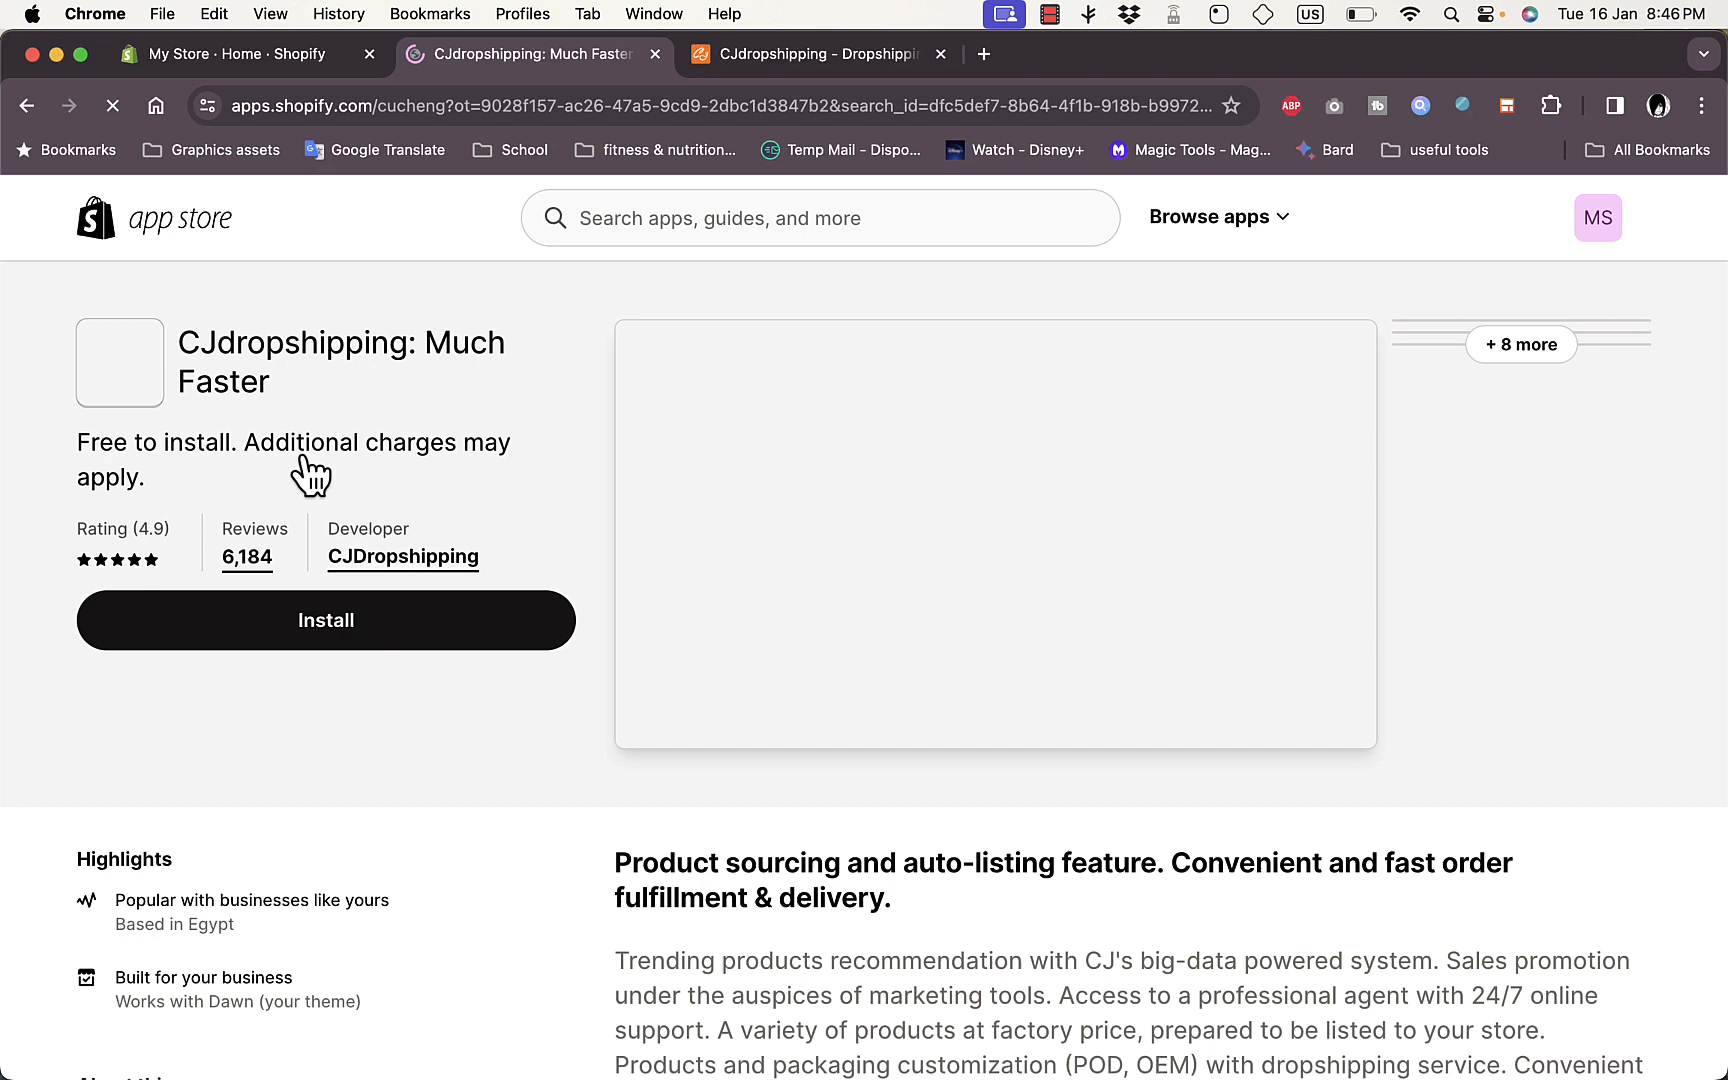 Chrome File Edit View History Bookmarks Profiles Tab Window Help US Tue 16 Jan 8:46 PM
My Store · Home · Shopify CJdropshipping: Much Faster CJdropshipping - Dropshippin
apps.shopify.com/cucheng?ot=9028f157-ac26-47a5-9cd9-2dbc1d3847b2&search_id=dfc5def7-8b64-4f1b-918b-b9972... ABP
Bookmarks Graphics assets Google Translate School fitness & nutrition... Temp Mail - Dispo... Watch - Disney+ Magic Tools - Mag... Bard useful tools All Bookmarks
app store Search apps, guides, and more Browse apps MS
CJdropshipping: Much
Faster
+ 8 more
Free to install. Additional charges may
apply.
Rating (4.9) Reviews Developer
6,184 CJDropshipping
Install
Highlights
Popular with businesses like yours
Based in Egypt
Built for your business
Works with Dawn (your theme)
Product sourcing and auto-listing feature. Convenient and fast order
fulfillment & delivery.
Trending products recommendation with CJ's big-data powered system. Sales promotion
under the auspices of marketing tools. Access to a professional agent with 24/7 online
support. A variety of products at factory price, prepared to be listed to your store.
Products and packaging customization (POD, OEM) with dropshipping service. Convenient